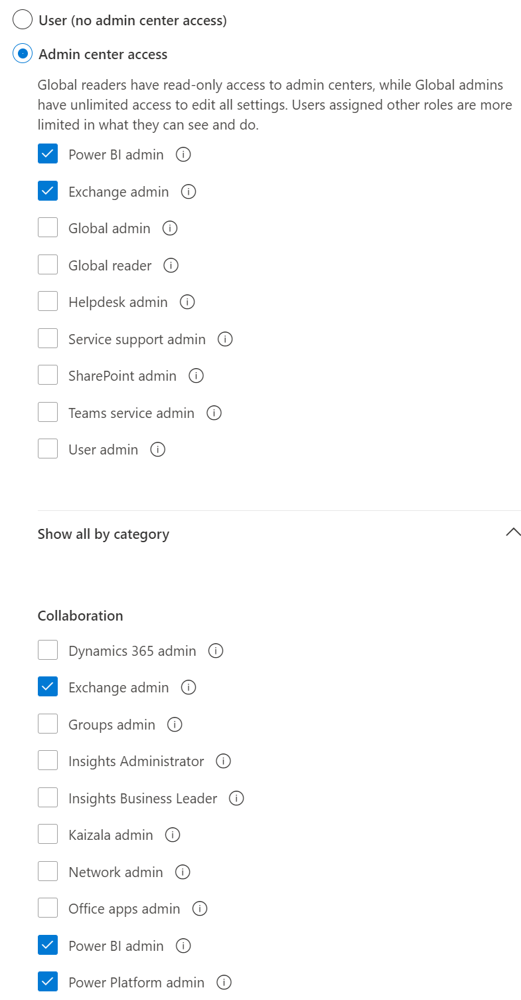 User (no admin center access)
Admin center access
Global readers have read-only access to admin centers, while Global admins
have unlimited access to edit all settings. Users assigned other roles are more
limited in what they can see and do.
Power BI admin
Exchange admin
Global admin
Global reader
Helpdesk admin
Service support admin
SharePoint admin
Teams service admin
User admin
Show all by category
Collaboration
Dynamics 365 admin
Exchange admin
Groups admin
Insights Administrator
Insights Business Leader
Kaizala admin
Network admin
Office apps admin
Power BI admin
Power Platform admin